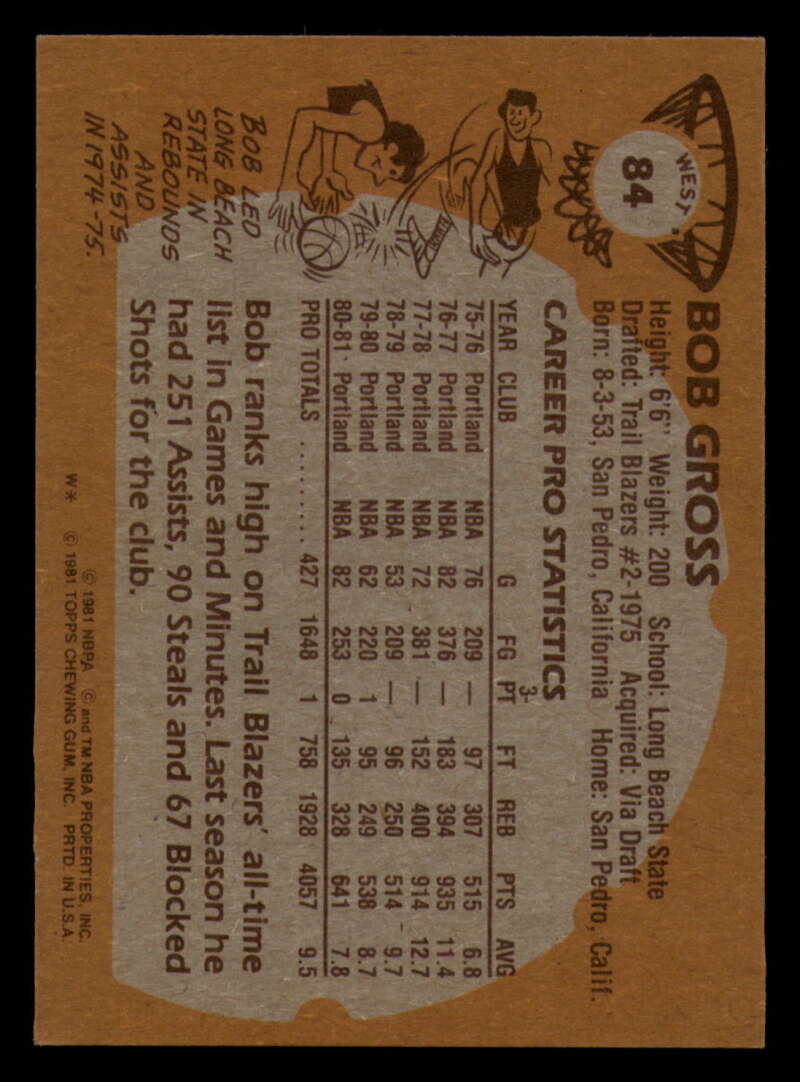 84
WEST
BOB GROSS
Height: 6'6" Weight: 200 School: Long Beach State
Drafted: Trail Blazers #2-1975 Acquired: Via Draft
Born: 8-3-53, San Pedro, California Home: San Pedro, Calif.
CAREER PRO STATISTICS
YEAR CLUB G FG 3-PT FT REB PTS AVG
75-76 Portland NBA 76 209 — 97 307 515 6.8
76-77 Portland NBA 82 376 — 183 394 935 11.4
77-78 Portland NBA 72 381 — 152 400 914 12.7
78-79 Portland NBA 53 209 — 96 250 514 9.7
79-80 Portland NBA 62 220 1 95 249 538 8.7
80-81 Portland NBA 82 253 0 135 328 641 7.8
PRO TOTALS ......... 427 1648 1 758 1928 4057 9.5
BOB LED
LONG BEACH
STATE IN
REBOUNDS
AND
ASSISTS
IN 1974-75.
Bob ranks high on Trail Blazers' all-time
list in Games and Minutes. Last season he
had 251 Assists, 90 Steals and 67 Blocked
Shots for the club.
© 1981 NBPA © and TM NBA PROPERTIES, INC.
W* © 1981 TOPPS CHEWING GUM, INC. PRTD. IN U.S.A.